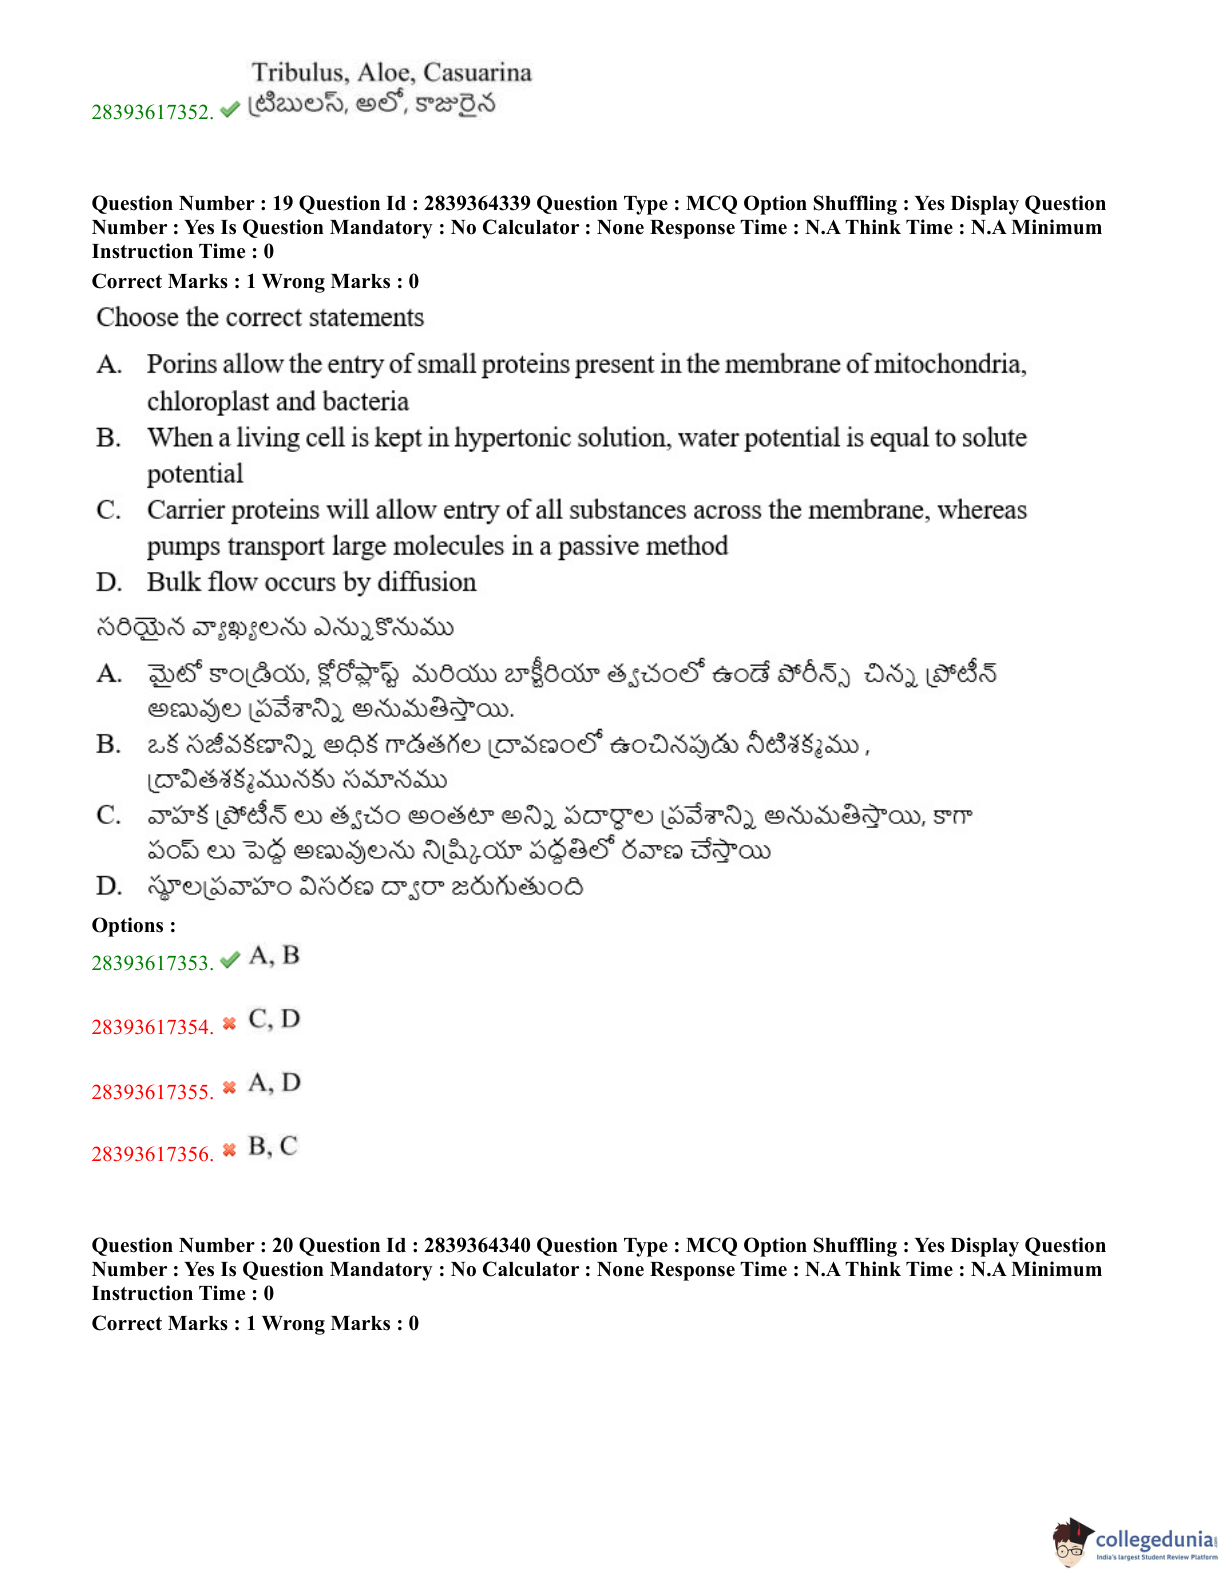 Tribulus, Aloe, Casuarina
28393617352. ట్రిబులస్, అలో, కాజురైన
Question Number : 19 Question Id : 2839364339 Question Type : MCQ Option Shuffling : Yes Display Question
Number : Yes Is Question Mandatory : No Calculator : None Response Time : N.A Think Time : N.A Minimum
Instruction Time : 0
Correct Marks : 1 Wrong Marks : 0
Choose the correct statements
A. Porins allow the entry of small proteins present in the membrane of mitochondria,
chloroplast and bacteria
B. When a living cell is kept in hypertonic solution, water potential is equal to solute
potential
C. Carrier proteins will allow entry of all substances across the membrane, whereas
pumps transport large molecules in a passive method
D. Bulk flow occurs by diffusion
సరియైన వ్యాఖ్యలను ఎన్నుకొనుము
A. మైటో కాండ్రియ, క్లోరోప్లాస్ట్ మరియు బాక్టీరియా త్వచంలో ఉండే పోరీన్స్ చిన్న ప్రోటీన్
అణువుల ప్రవేశాన్ని అనుమతిస్తాయి.
B. ఒక సజీవకణాన్ని అధిక గాడతగల ద్రావణంలో ఉంచినపుడు నీటిశక్మము ,
ద్రావితశక్మమునకు సమానము
C. వాహక ప్రోటీన్ లు త్వచం అంతటా అన్ని పదార్ధాల ప్రవేశాన్ని అనుమతిస్తాయి, కాగా
పంప్ లు పెద్ద అణువులను నిష్క్రియా పద్ధతిలో రవాణ చేస్తాయి
D. స్థూలప్రవాహం విసరణ ద్వారా జరుగుతుంది
Options :
28393617353. A, B
28393617354. C, D
28393617355. A, D
28393617356. B, C
Question Number : 20 Question Id : 2839364340 Question Type : MCQ Option Shuffling : Yes Display Question
Number : Yes Is Question Mandatory : No Calculator : None Response Time : N.A Think Time : N.A Minimum
Instruction Time : 0
Correct Marks : 1 Wrong Marks : 0
collegedunia
India's largest Student Review Platform